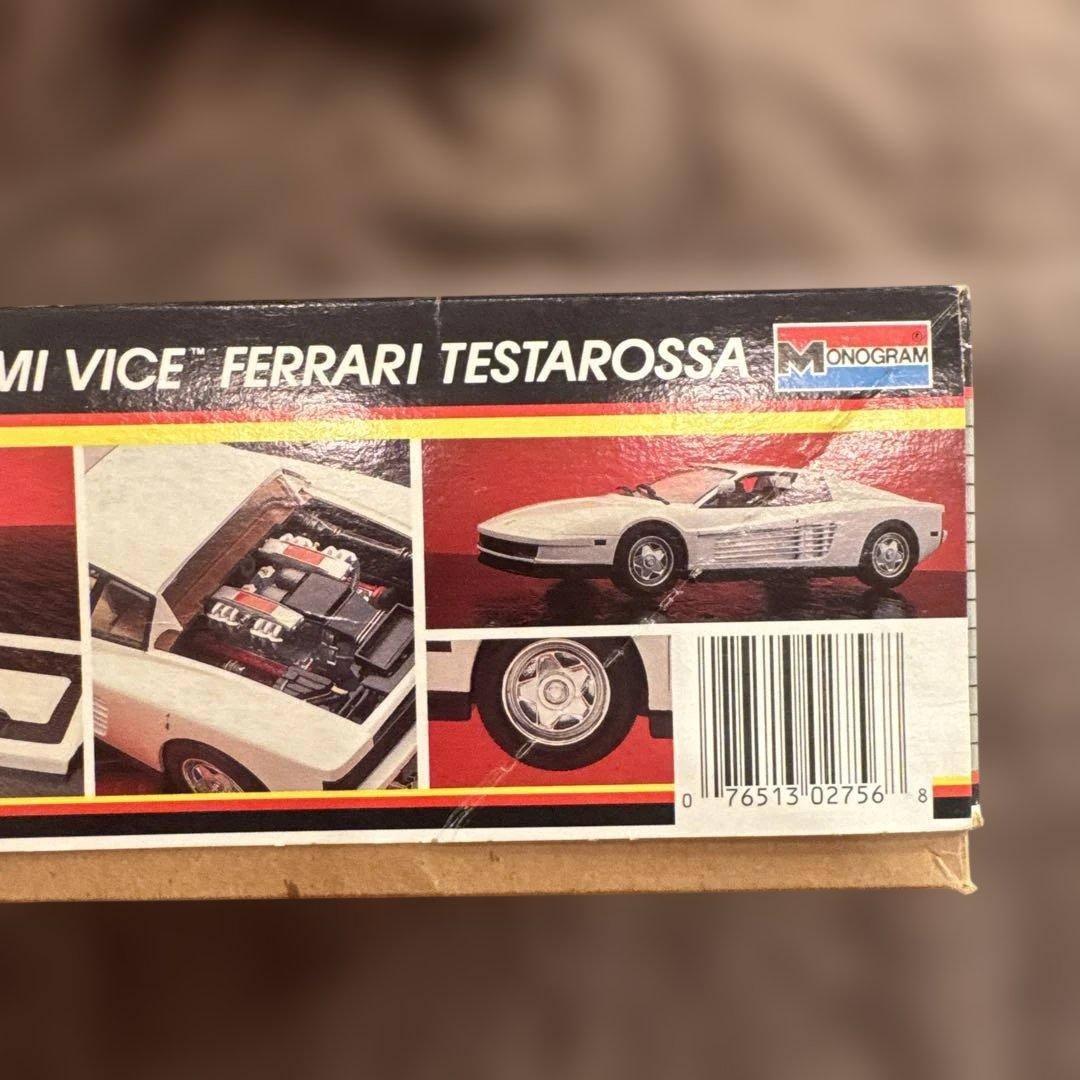 MI VICE™ FERRARI TESTAROSSA
MONOGRAM®
0 76513 02756 8